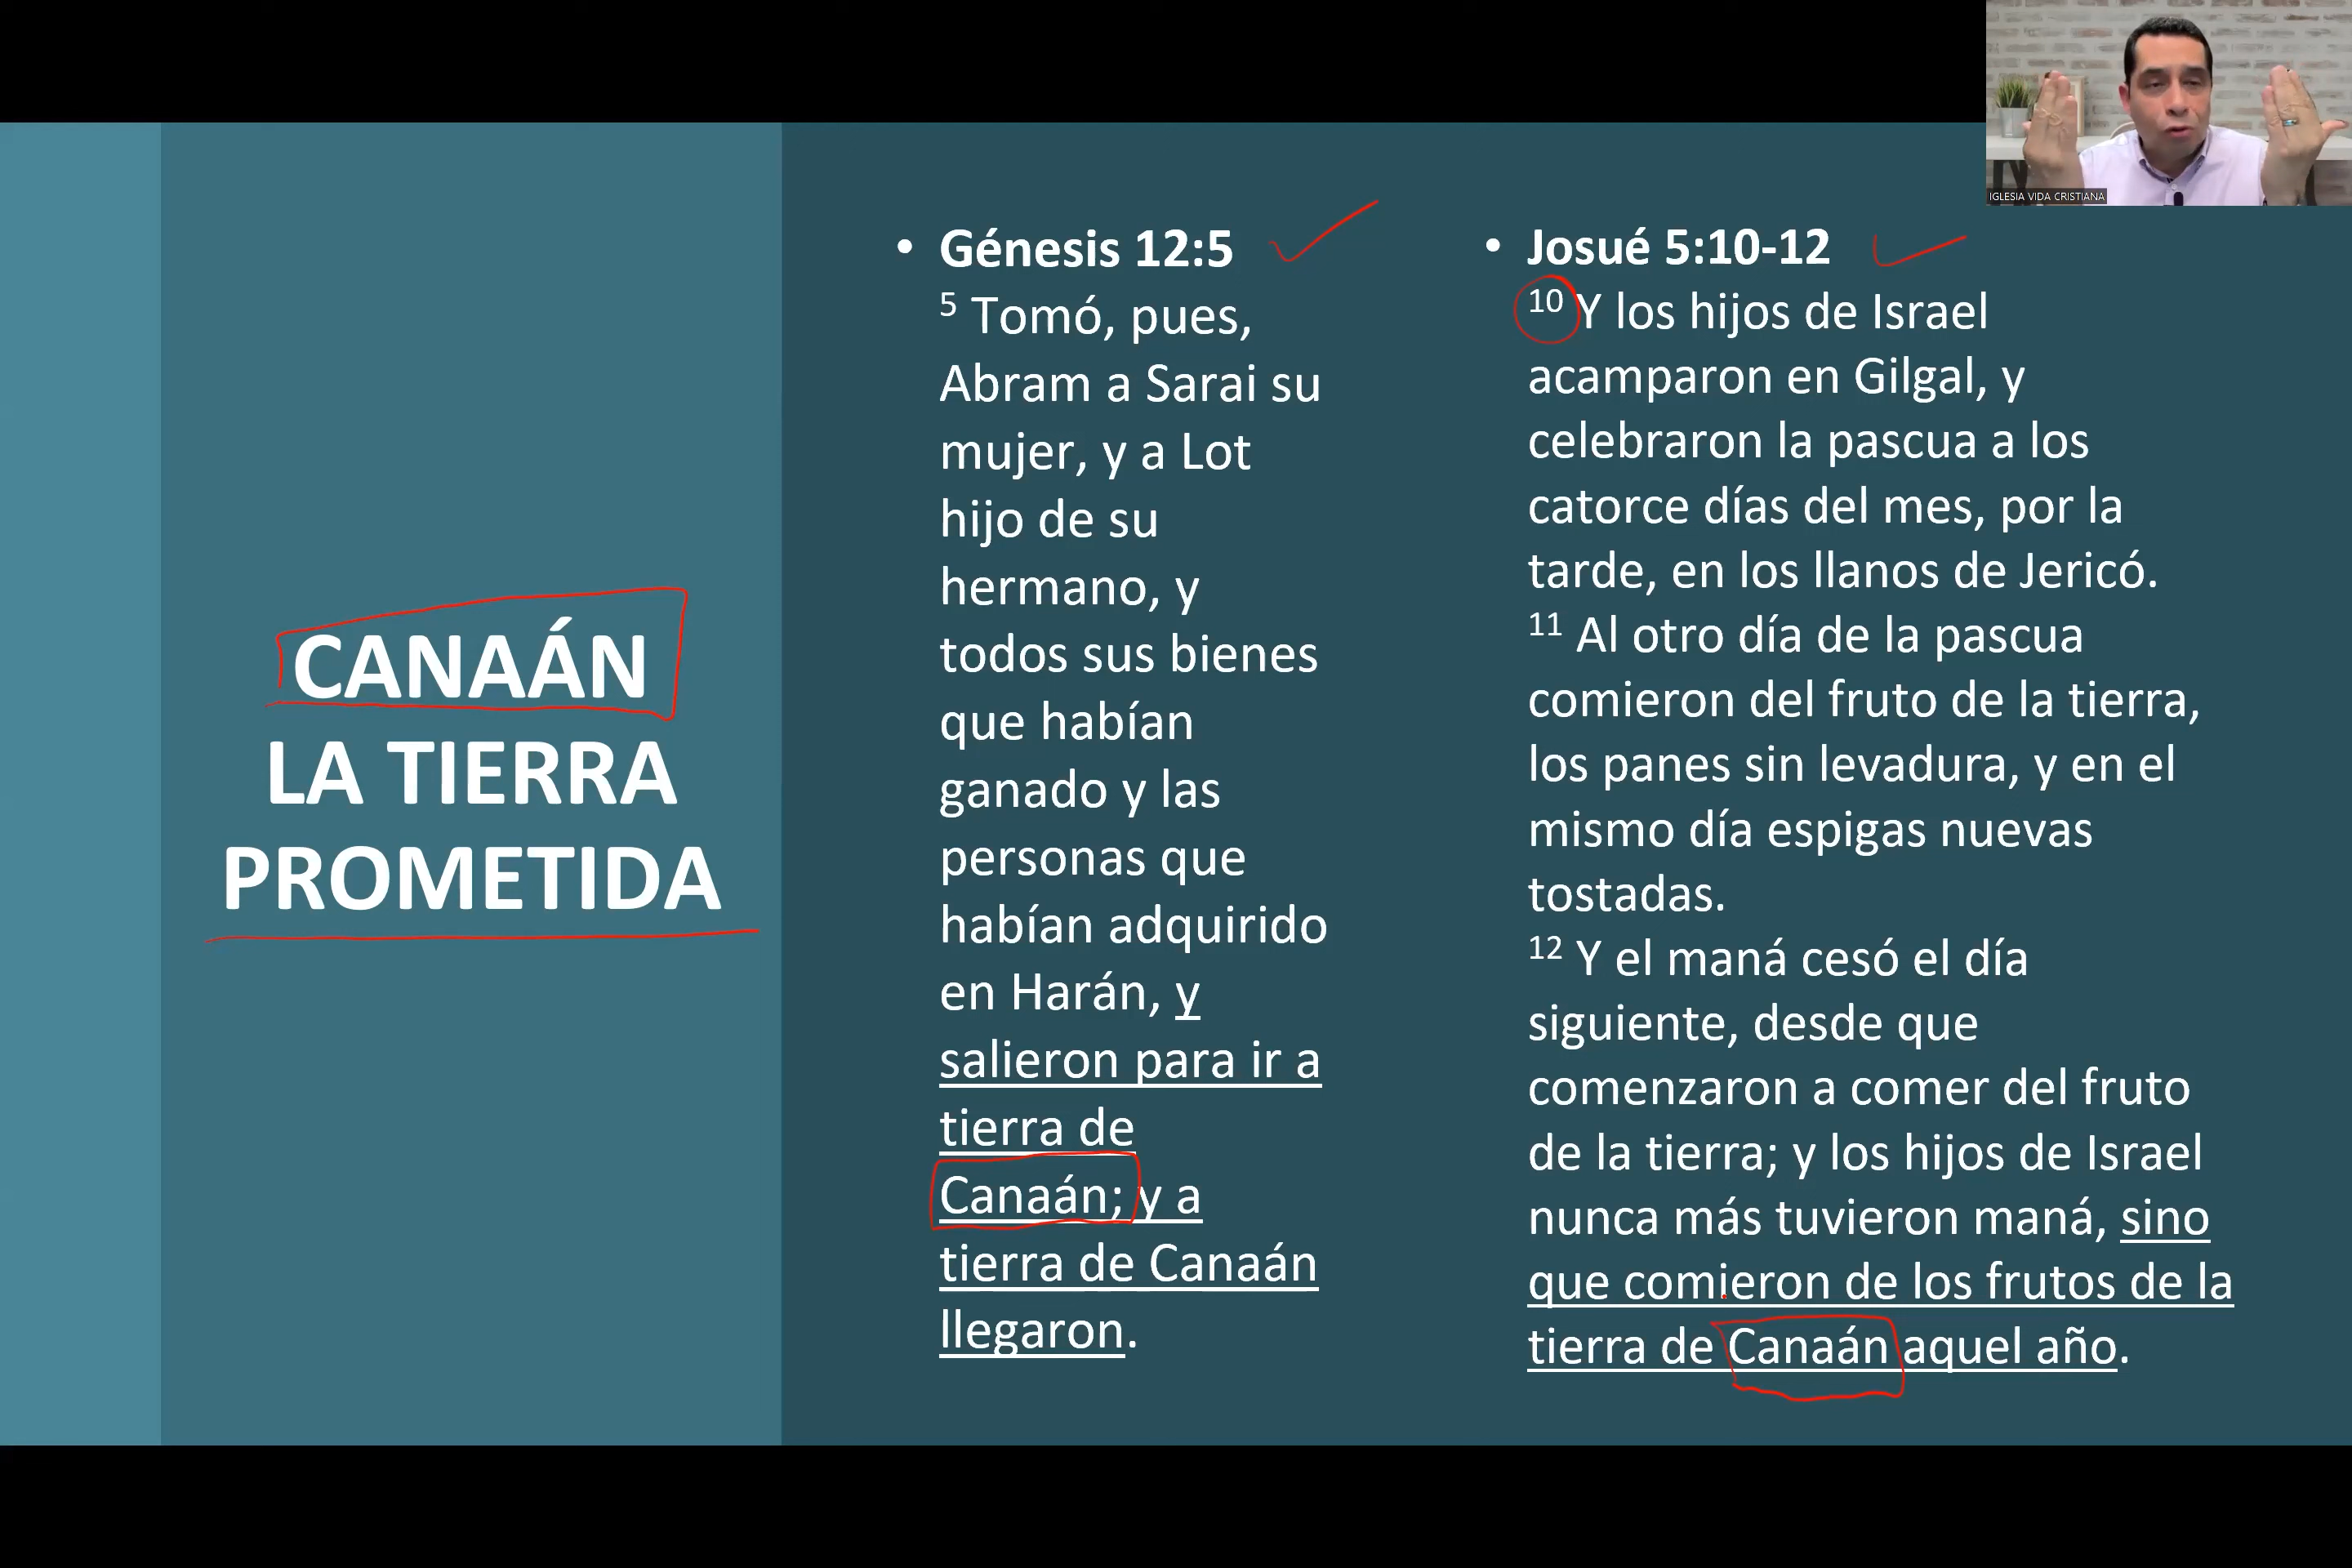 IGLESIA VIDA CRISTIANA
CANAÁN
LA TIERRA
PROMETIDA
• Génesis 12:5
5 Tomó, pues,
Abram a Sarai su
mujer, y a Lot
hijo de su
hermano, y
todos sus bienes
que habían
ganado y las
personas que
habían adquirido
en Harán, y
salieron para ir a
tierra de
Canaán; y a
tierra de Canaán
llegaron.
• Josué 5:10-12
10 Y los hijos de Israel
acamparon en Gilgal, y
celebraron la pascua a los
catorce días del mes, por la
tarde, en los llanos de Jericó.
11 Al otro día de la pascua
comieron del fruto de la tierra,
los panes sin levadura, y en el
mismo día espigas nuevas
tostadas.
12 Y el maná cesó el día
siguiente, desde que
comenzaron a comer del fruto
de la tierra; y los hijos de Israel
nunca más tuvieron maná, sino
que comieron de los frutos de la
tierra de Canaán aquel año.